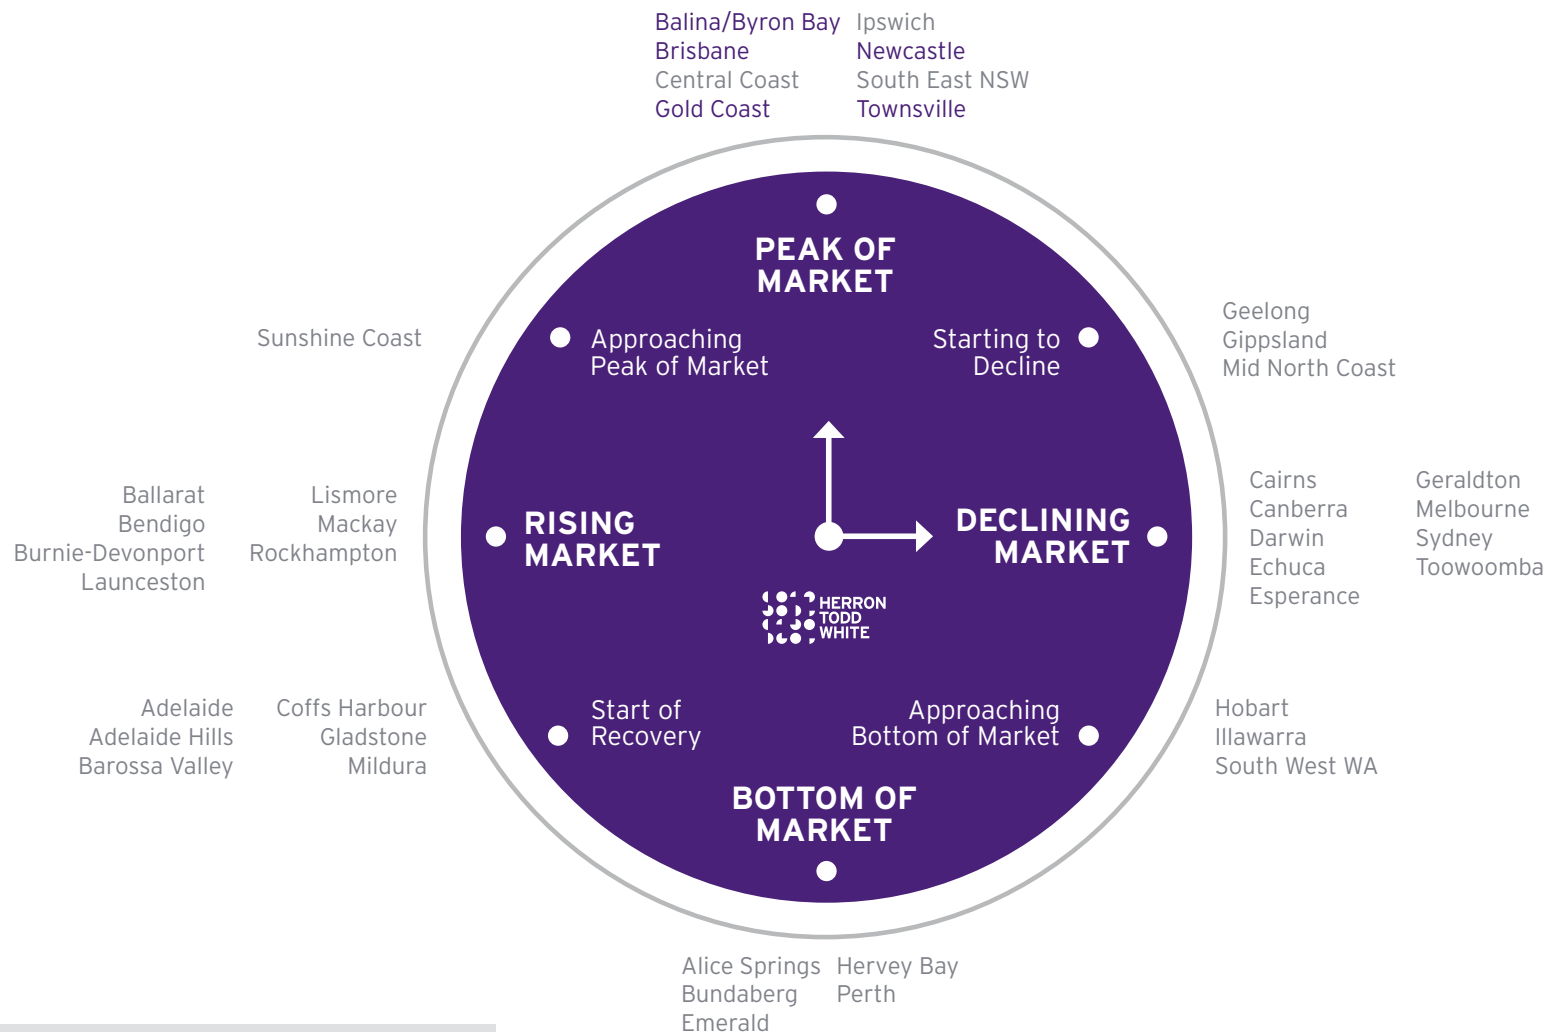 Balina/Byron Bay Ipswich
Brisbane Newcastle
Central Coast South East NSW
Gold Coast Townsville
PEAK OF
MARKET
Sunshine Coast
Approaching
Peak of Market
Starting to
Decline
Geelong
Gippsland
Mid North Coast
Ballarat Lismore
Bendigo Mackay
Burnie-Devonport Rockhampton
Launceston
RISING
MARKET
DECLINING
MARKET
Cairns Geraldton
Canberra Melbourne
Darwin Sydney
Echuca Toowoomba
Esperance
HERRON
TODD
WHITE
Adelaide Coffs Harbour
Adelaide Hills Gladstone
Barossa Valley Mildura
Start of
Recovery
Approaching
Bottom of Market
Hobart
Illawarra
South West WA
BOTTOM OF
MARKET
Alice Springs Hervey Bay
Bundaberg Perth
Emerald